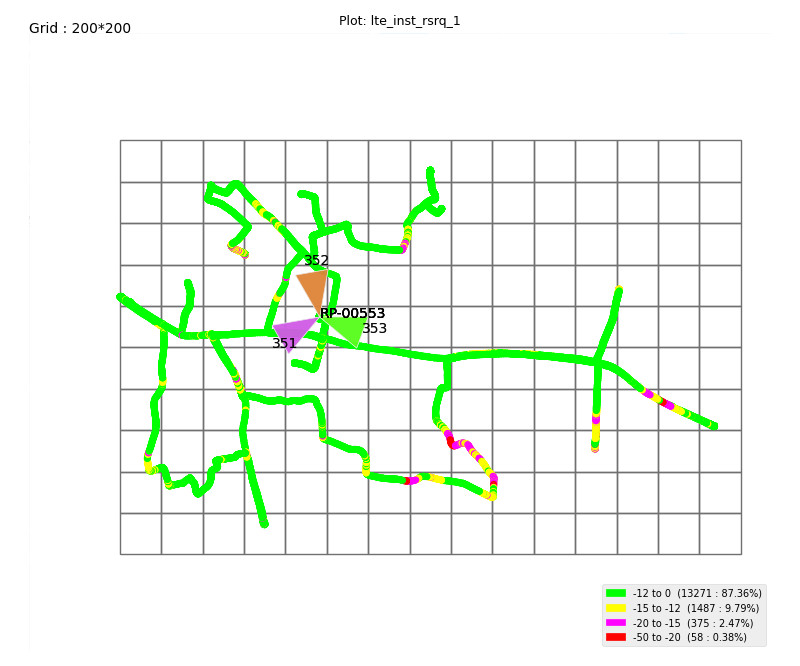 Plot: lte_inst_rsrq_1
Grid : 200*200
352
RP-00553
353
351
-12 to 0 (13271 : 87.36%)
-15 to -12 (1487 : 9.79%)
-20 to -15 (375 : 2.47%)
-50 to -20 (58 : 0.38%)